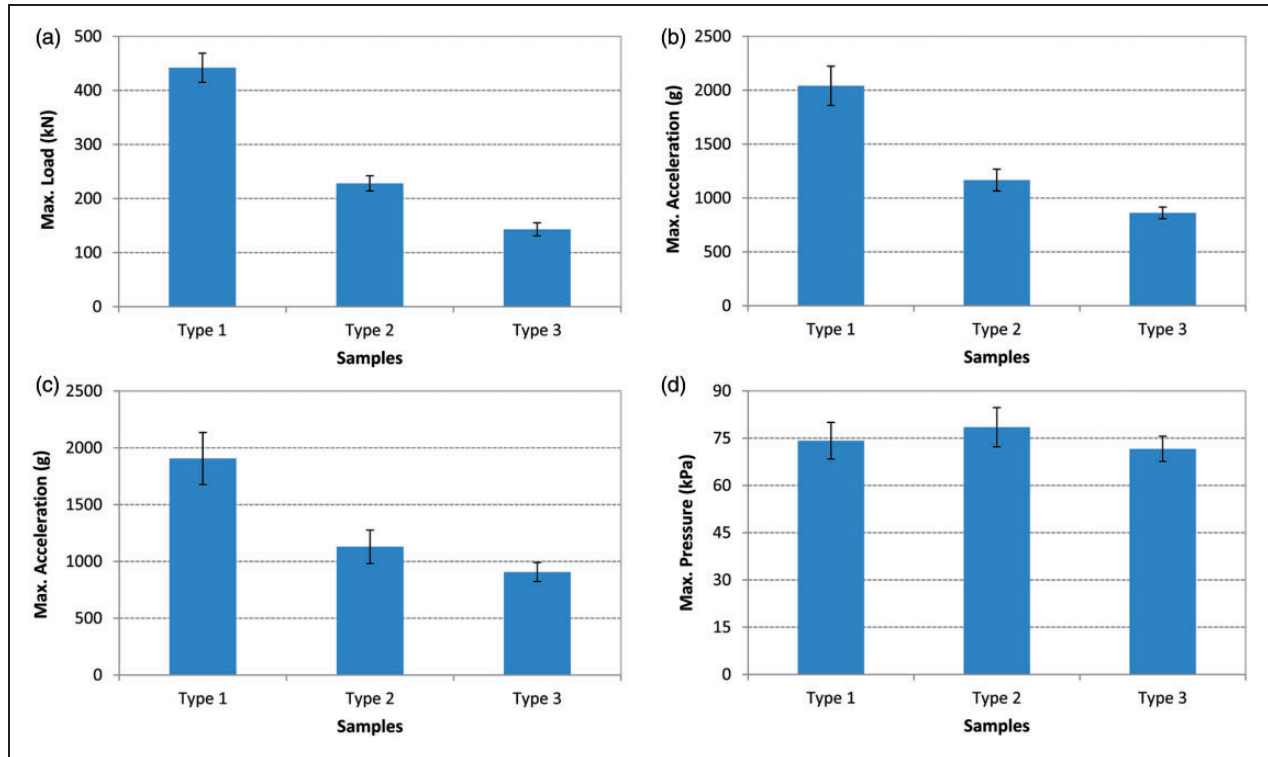 (a)
500
400
300
200
100
0
Max. Load (kN)
Type 1 Type 2 Type 3
Samples
(b)
2500
2000
1500
1000
500
0
Max. Acceleration (g)
Type 1 Type 2 Type 3
Samples
(c)
2500
2000
1500
1000
500
0
Max. Acceleration (g)
Type 1 Type 2 Type 3
Samples
(d)
90
75
60
45
30
15
0
Max. Pressure (kPa)
Type 1 Type 2 Type 3
Samples